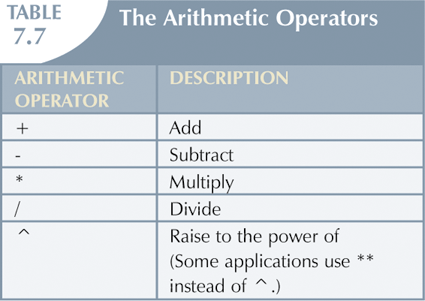 TABLE
7.7
The Arithmetic Operators
ARITHMETIC
OPERATOR
DESCRIPTION
+ Add
- Subtract
* Multiply
/ Divide
^ Raise to the power of
(Some applications use **
instead of ^.)